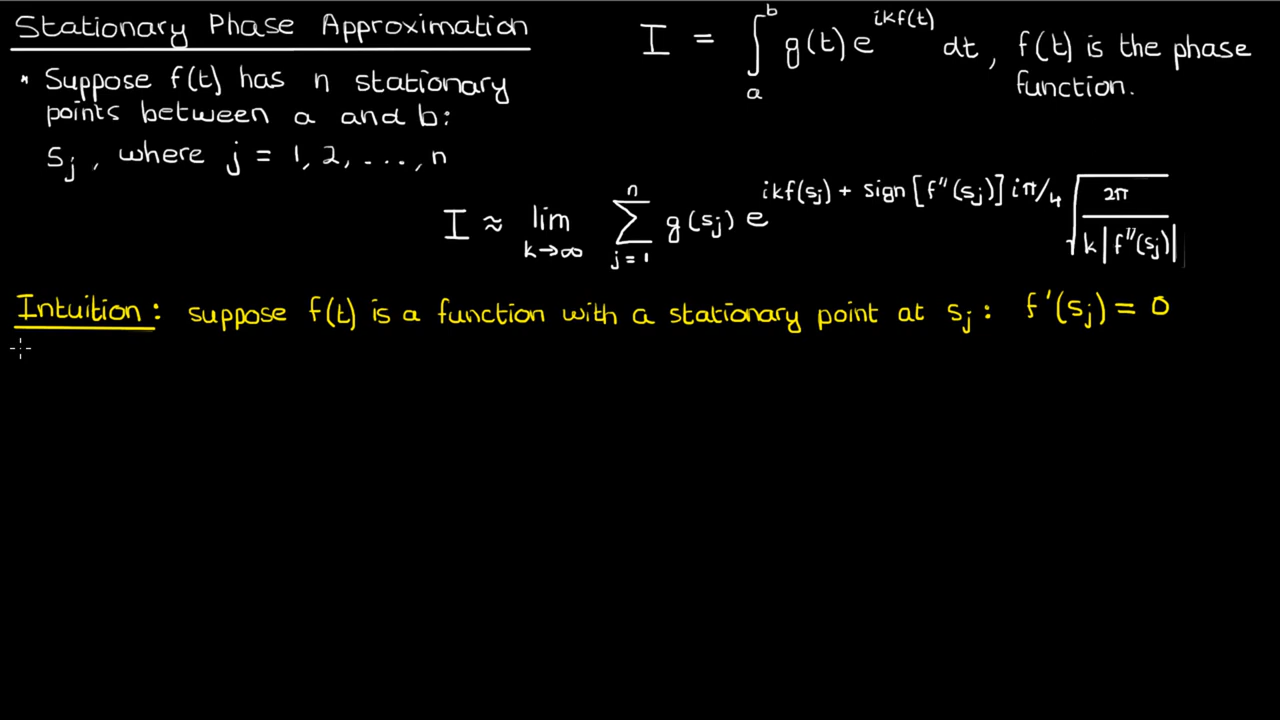 Stationary Phase Approximation
I = ∫_a^b g(t) e^{ikf(t)} dt, f(t) is the phase
function.
* Suppose f(t) has n stationary
points between a and b:
s_j, where j = 1, 2, ..., n
I ≈ lim_{k→∞} ∑_{j=1}^{n} g(s_j) e^{ikf(s_j) + sign[f''(s_j)] iπ/4} √(2π / k|f''(s_j)|)
Intuition: suppose f(t) is a function with a stationary point at s_j: f'(s_j) = 0